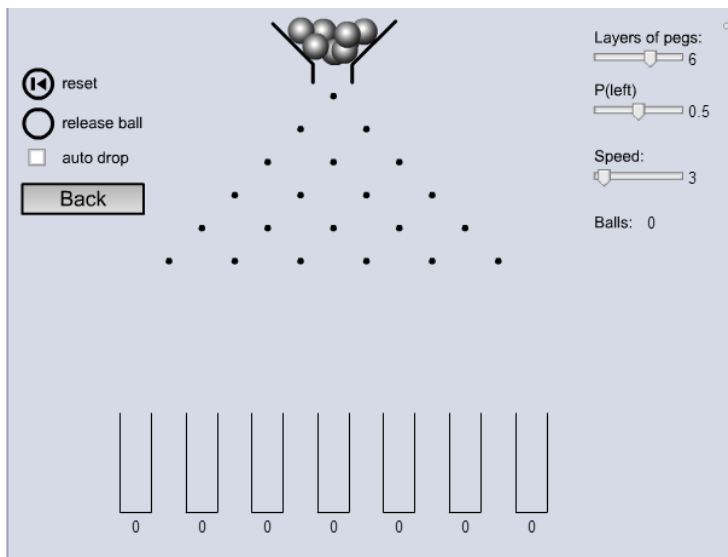 reset
release ball
auto drop
Back
Layers of pegs:
6
P(left)
0.5
Speed:
3
Balls: 0
0 0 0 0 0 0 0